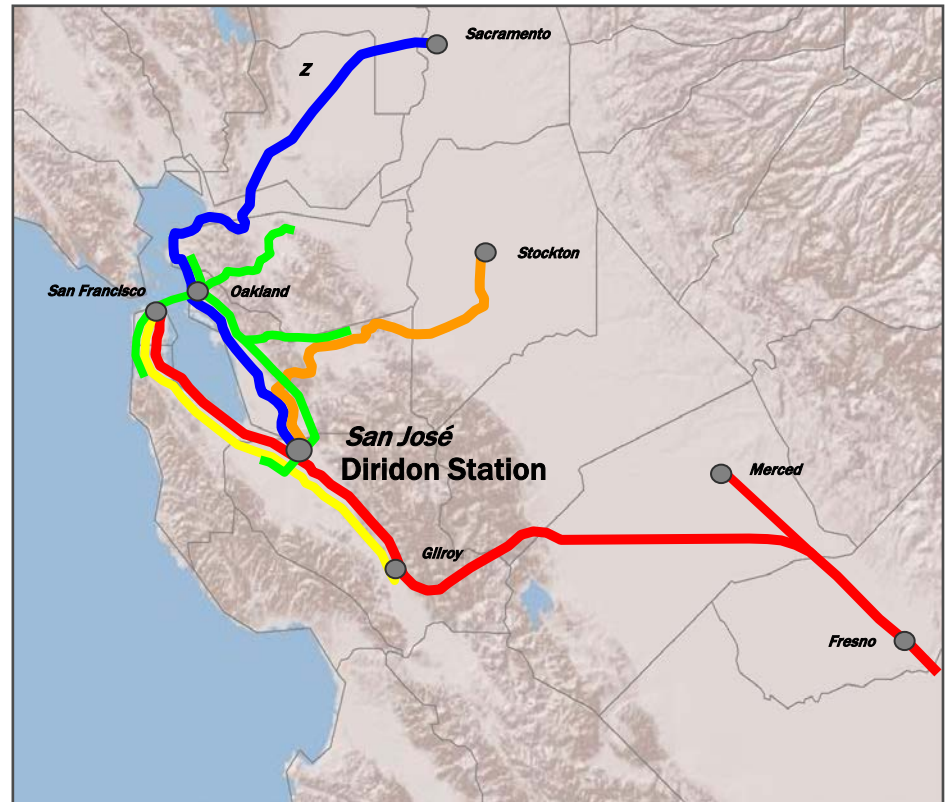 Sacramento
Z
Stockton
San Francisco
Oakland
San José
Diridon Station
Merced
Gilroy
Fresno